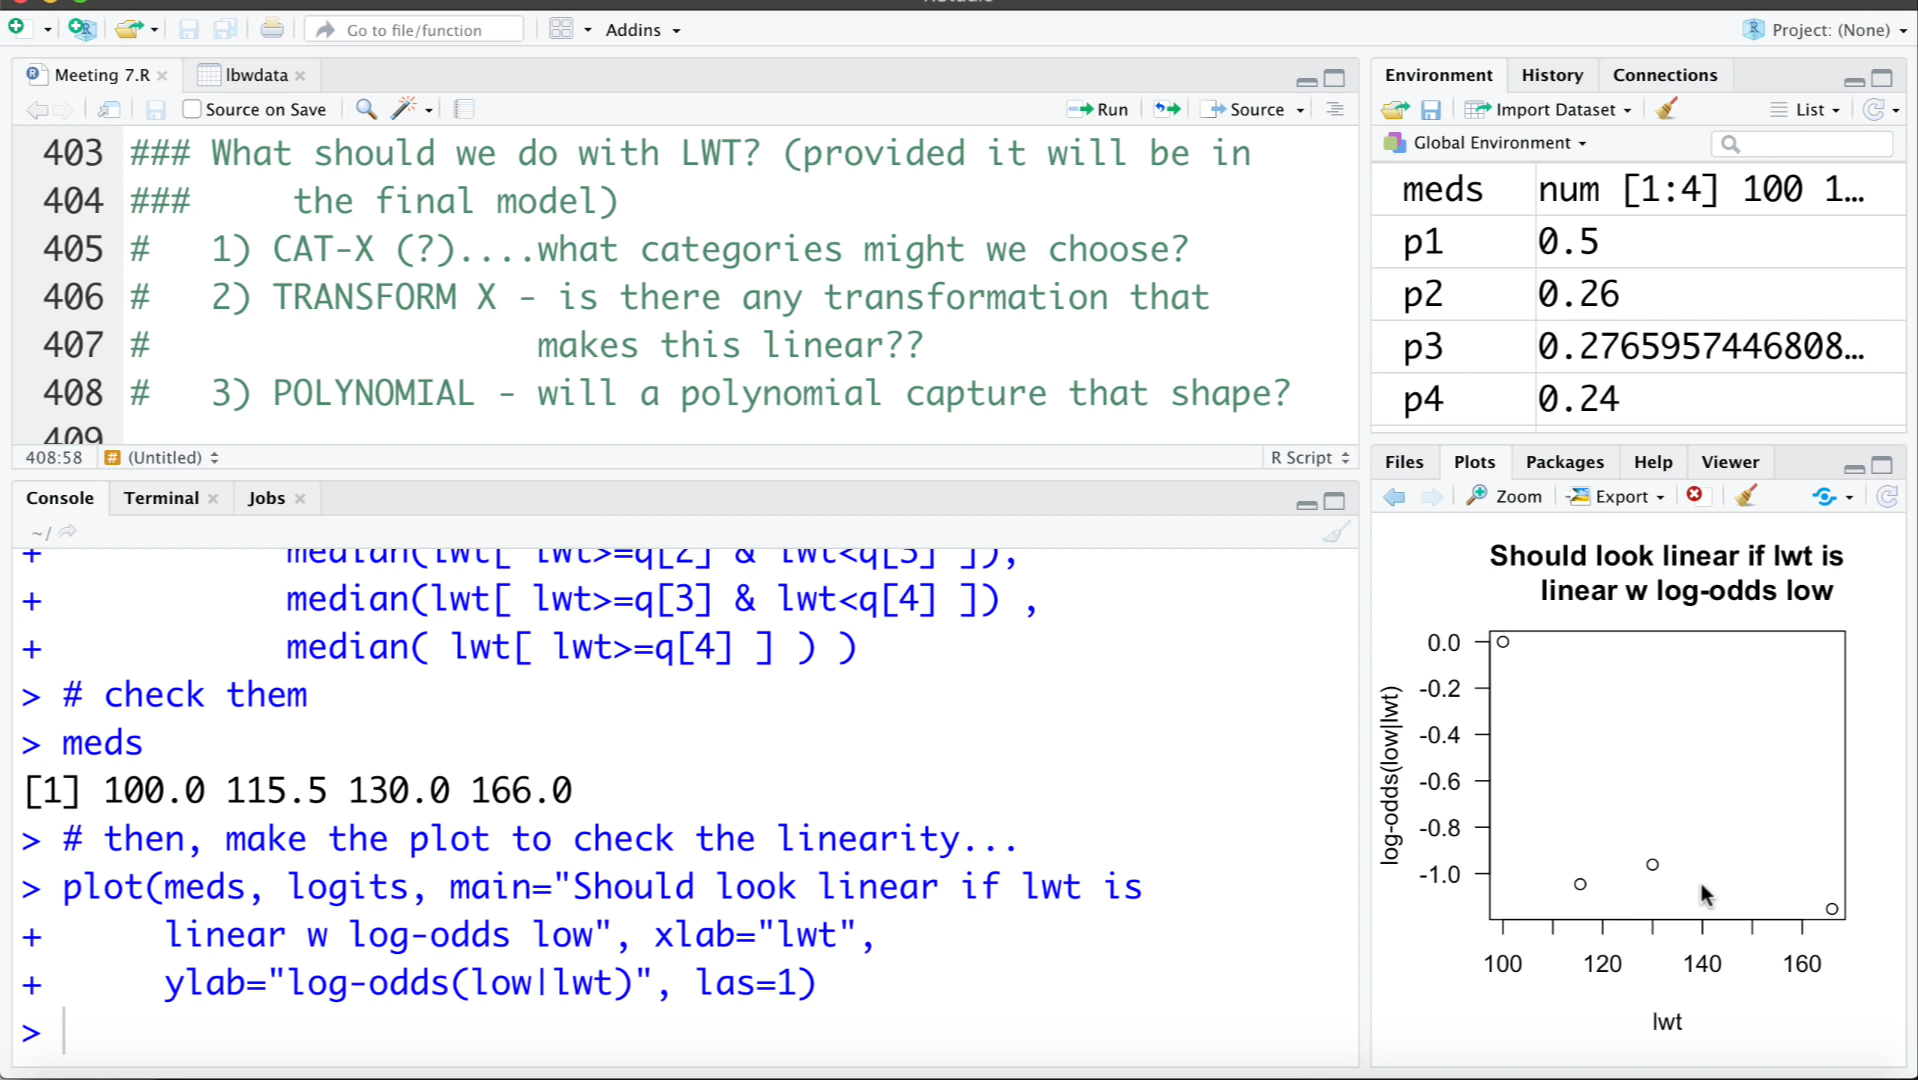 Go to file/function
Addins
Project: (None)
Meeting 7.R
lbwdata
Source on Save
Run
Source
403 ### What should we do with LWT? (provided it will be in
404 ### the final model)
405 # 1) CAT-X (?)....what categories might we choose?
406 # 2) TRANSFORM X - is there any transformation that
407 # makes this linear??
408 # 3) POLYNOMIAL - will a polynomial capture that shape?
409
408:58 # (Untitled)
R Script
Console
Terminal
Jobs
~/
+ median(lwt[ lwt>=q[2] & lwt<q[3] ]),
+ median(lwt[ lwt>=q[3] & lwt<q[4] ]) ,
+ median( lwt[ lwt>=q[4] ] ) )
> # check them
> meds
[1] 100.0 115.5 130.0 166.0
> # then, make the plot to check the linearity...
> plot(meds, logits, main="Should look linear if lwt is
+ linear w log-odds low", xlab="lwt",
+ ylab="log-odds(low|lwt)", las=1)
>
Environment
History
Connections
Import Dataset
List
Global Environment
meds num [1:4] 100 1…
p1 0.5
p2 0.26
p3 0.2765957446808…
p4 0.24
Files
Plots
Packages
Help
Viewer
Zoom
Export
Should look linear if lwt is
linear w log-odds low
log-odds(low|lwt)
0.0
-0.2
-0.4
-0.6
-0.8
-1.0
100 120 140 160
lwt